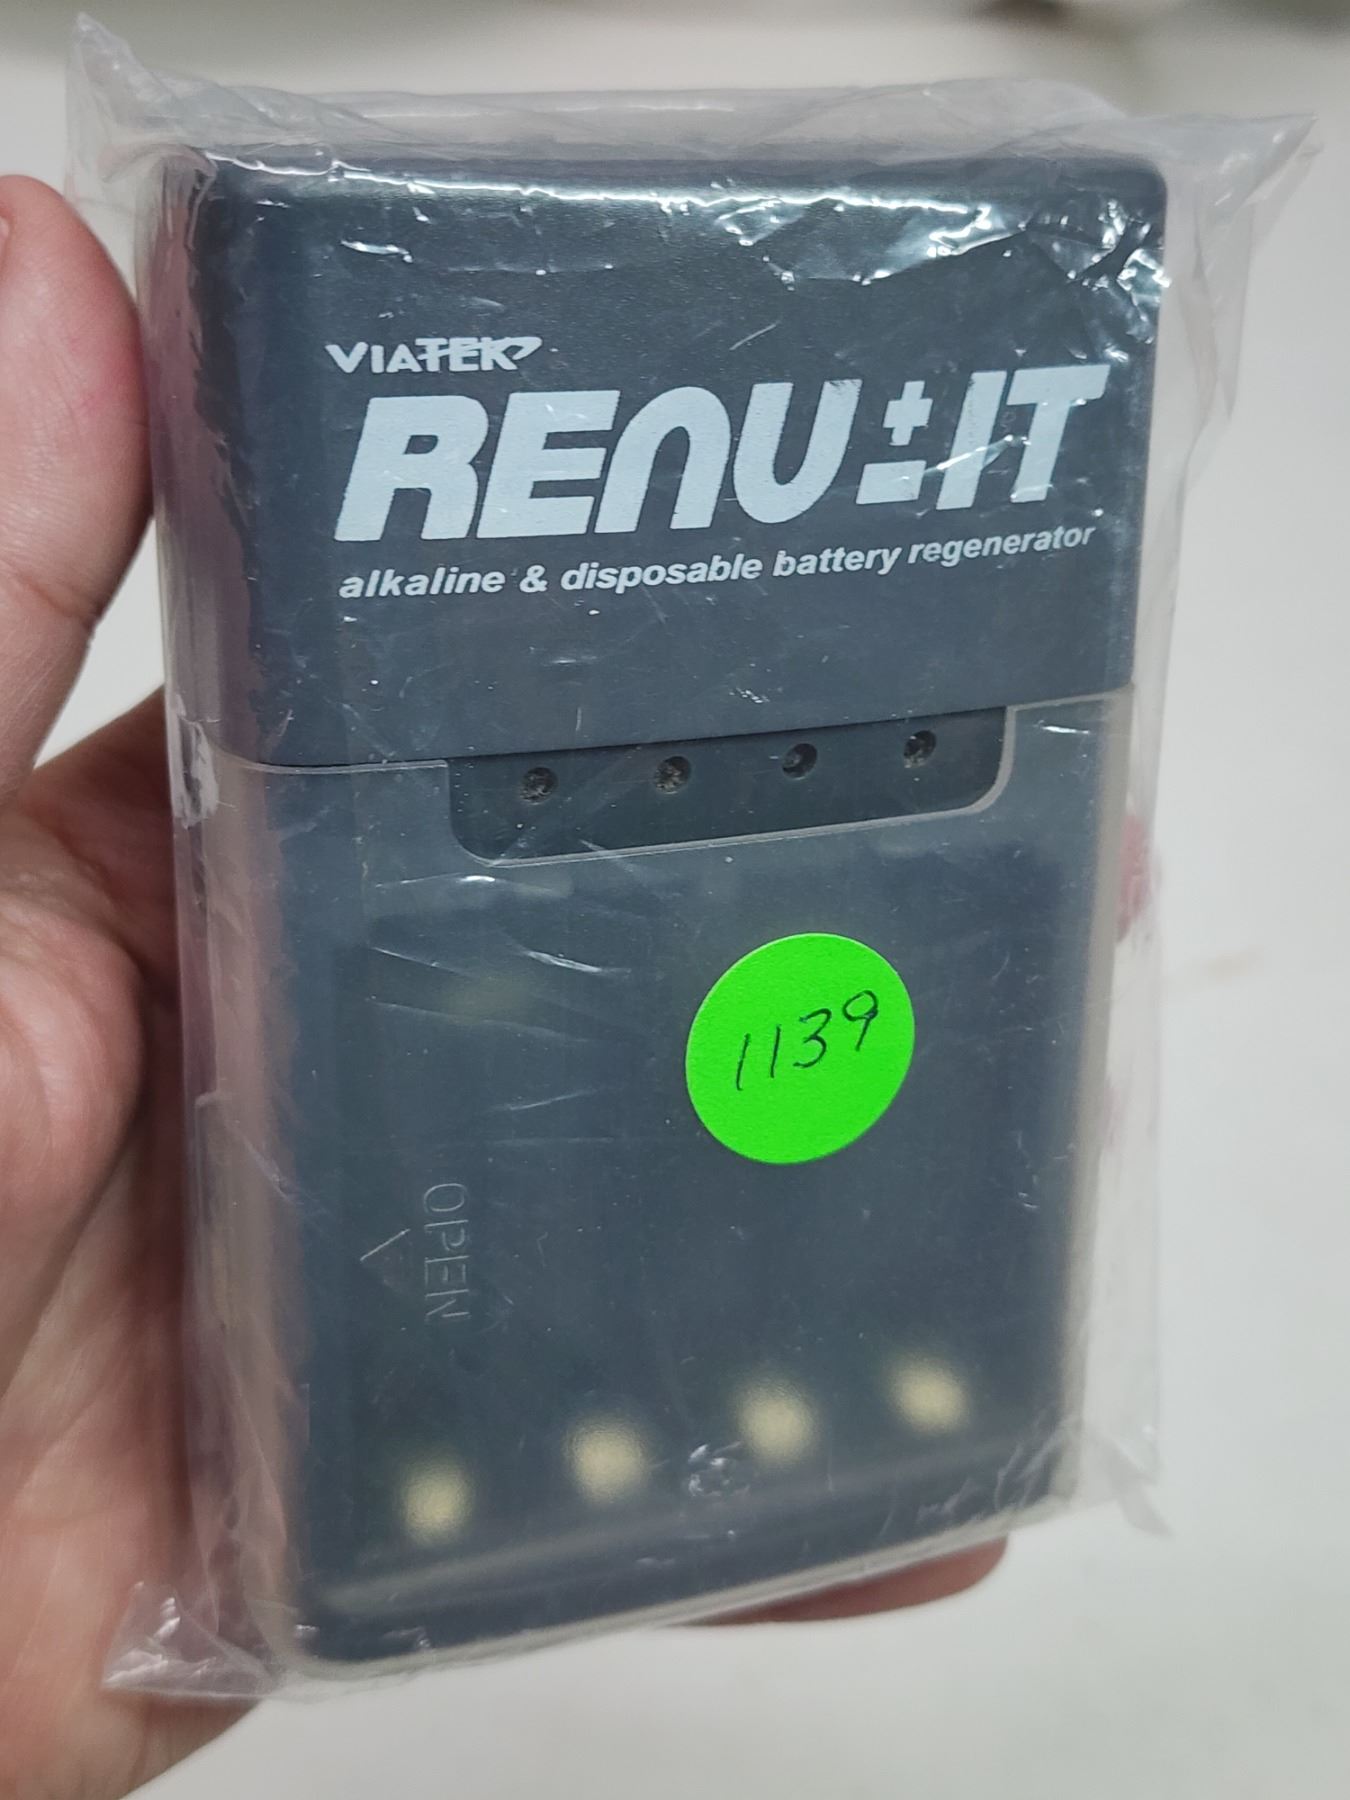 VIATEK
RENU±IT
alkaline & disposable battery regenerator
1139
OPEN